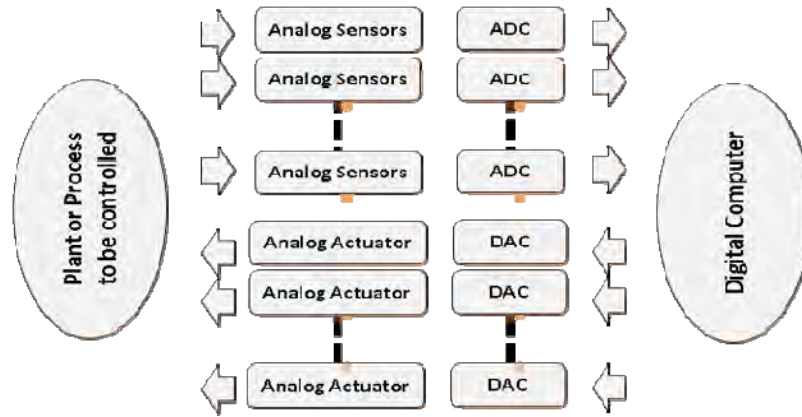 Plant or Process
to be controlled
Analog Sensors
ADC
Analog Sensors
ADC
Analog Sensors
ADC
Analog Actuator
DAC
Analog Actuator
DAC
Analog Actuator
DAC
Digital Computer